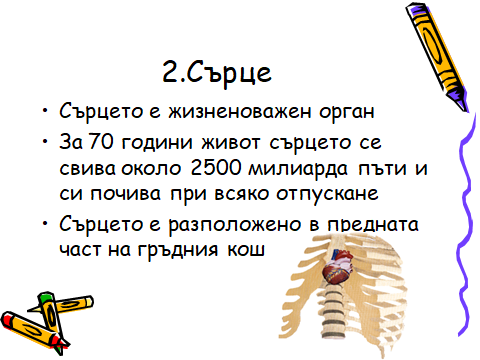 2.Сърце
• Сърцето е жизненоважен орган
• За 70 години живот сърцето се
свива около 2500 милиарда пъти и
си почива при всяко отпускане
• Сърцето е разположено в предната
част на гръдния кош